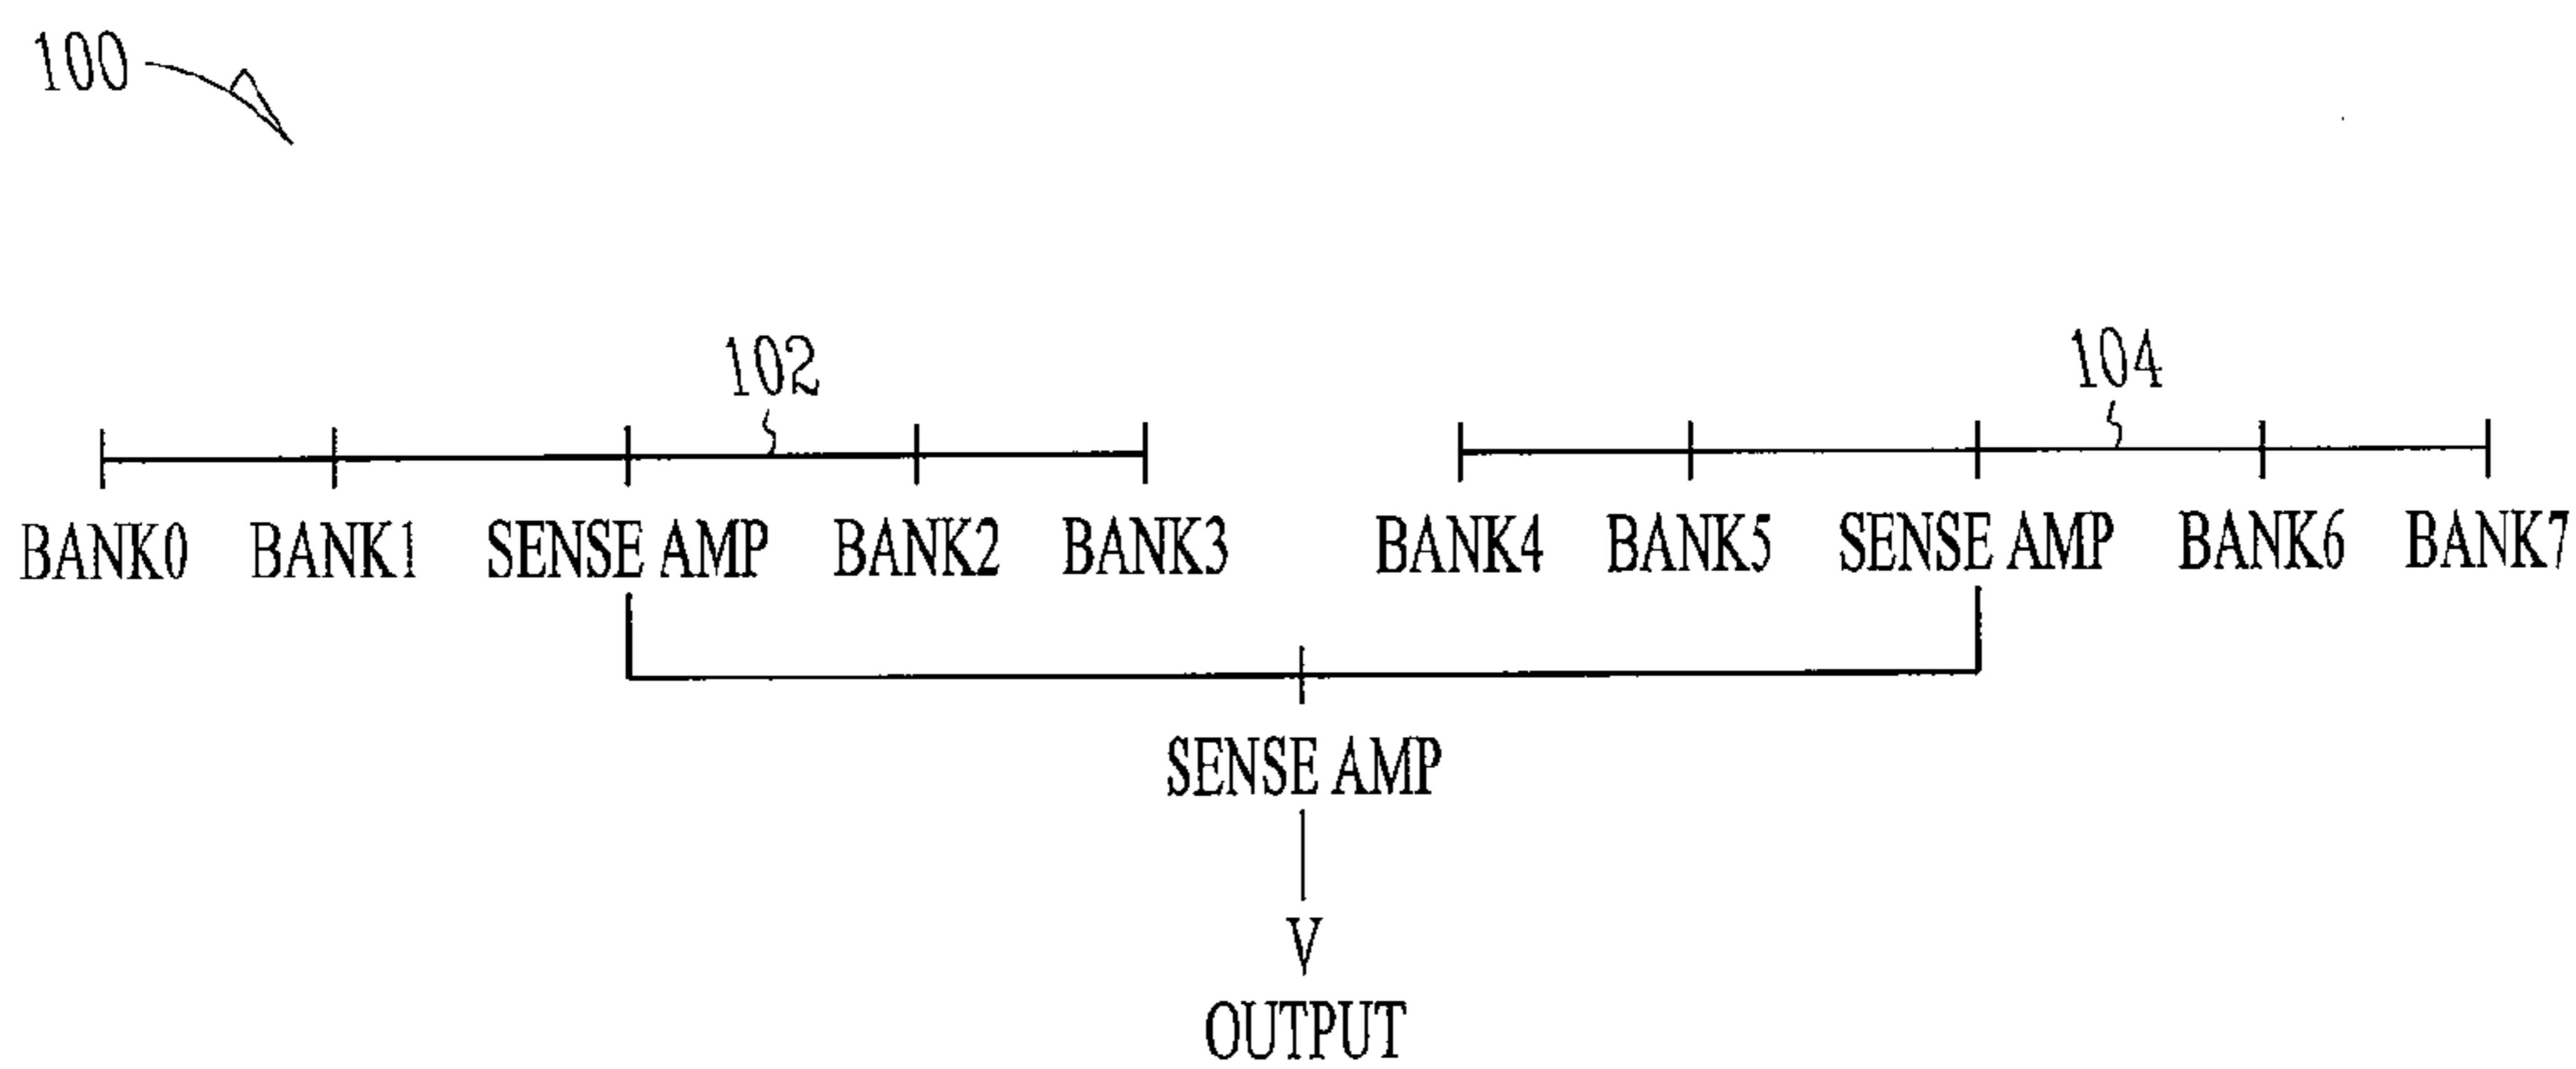 100
102 104
BANK0 BANK1 SENSE AMP BANK2 BANK3 BANK4 BANK5 SENSE AMP BANK6 BANK7
SENSE AMP
V
OUTPUT